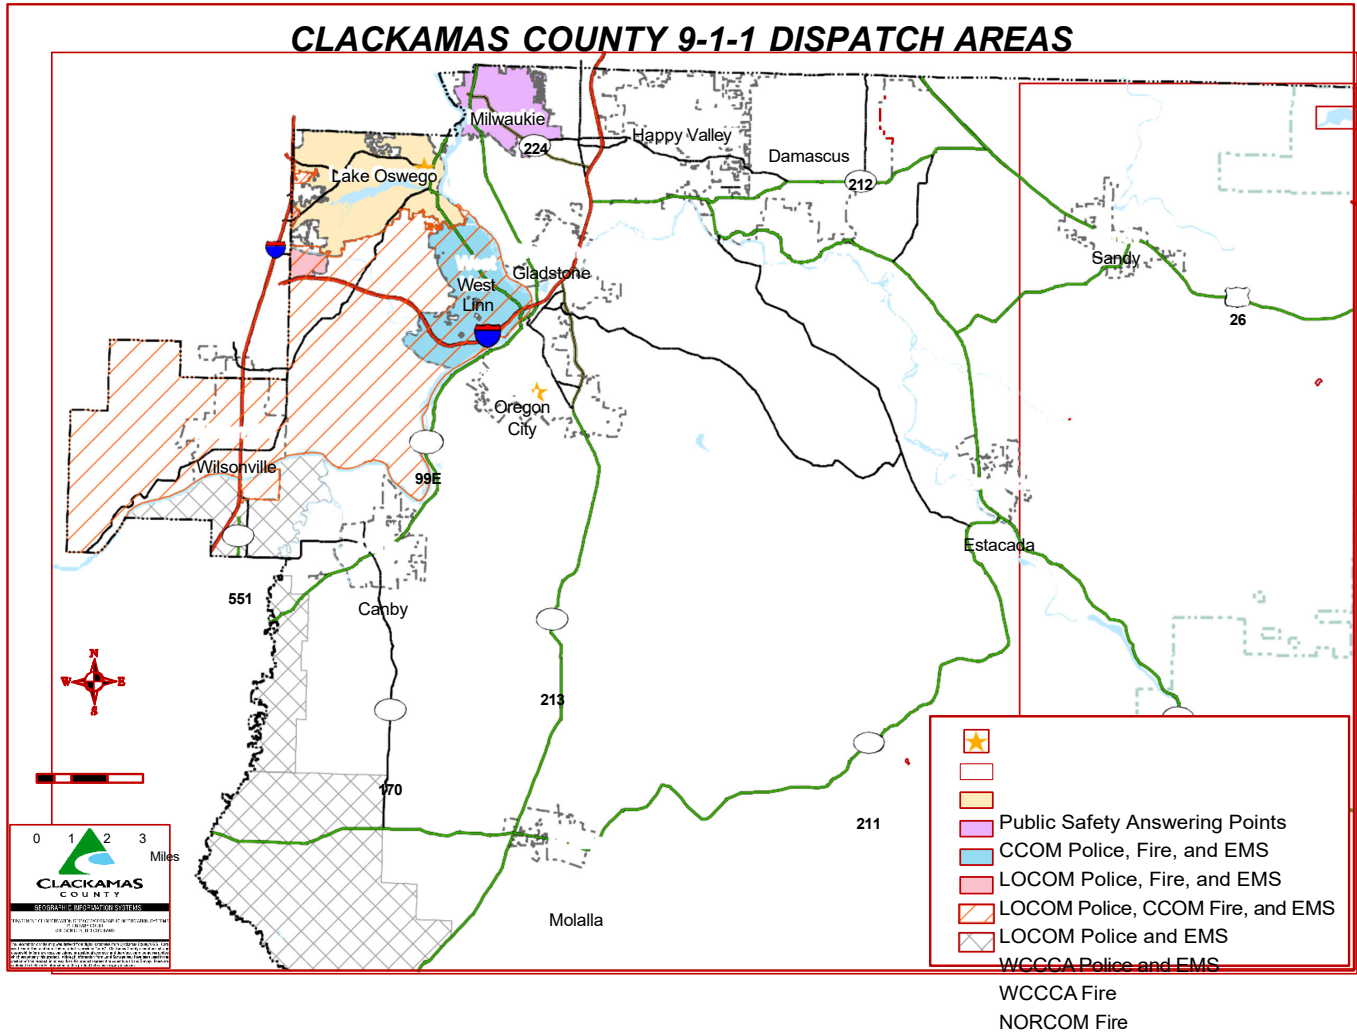 CLACKAMAS COUNTY 9-1-1 DISPATCH AREAS
Milwaukie
224
Happy Valley
Damascus
Lake Oswego
212
Sandy
Gladstone
West
Linn
26
Oregon
City
Wilsonville
99E
Estacada
551
Canby
N
W E
S
213
170
211
Molalla
0 1 2 3
Miles
CLACKAMAS
COUNTY
GEOGRAPHIC INFORMATION SYSTEMS
Public Safety Answering Points
CCOM Police, Fire, and EMS
LOCOM Police, Fire, and EMS
LOCOM Police, CCOM Fire, and EMS
LOCOM Police and EMS
WCCCA Police and EMS
WCCCA Fire
NORCOM Fire